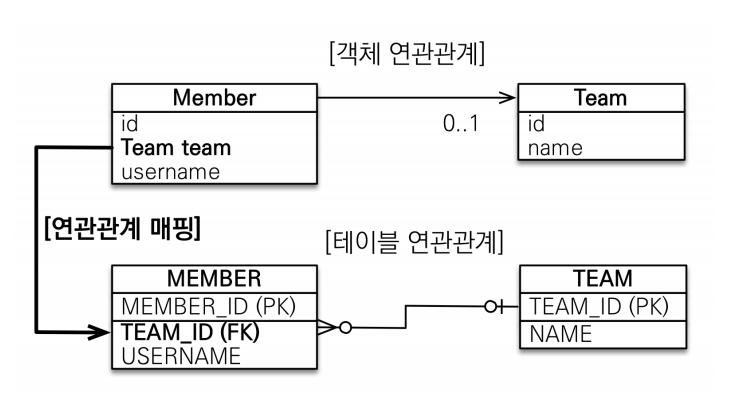 [객체 연관관계]
Member
id
Team team
username
0..1
Team
id
name
[연관관계 매핑]
[테이블 연관관계]
MEMBER
MEMBER_ID (PK)
TEAM_ID (FK)
USERNAME
TEAM
TEAM_ID (PK)
NAME